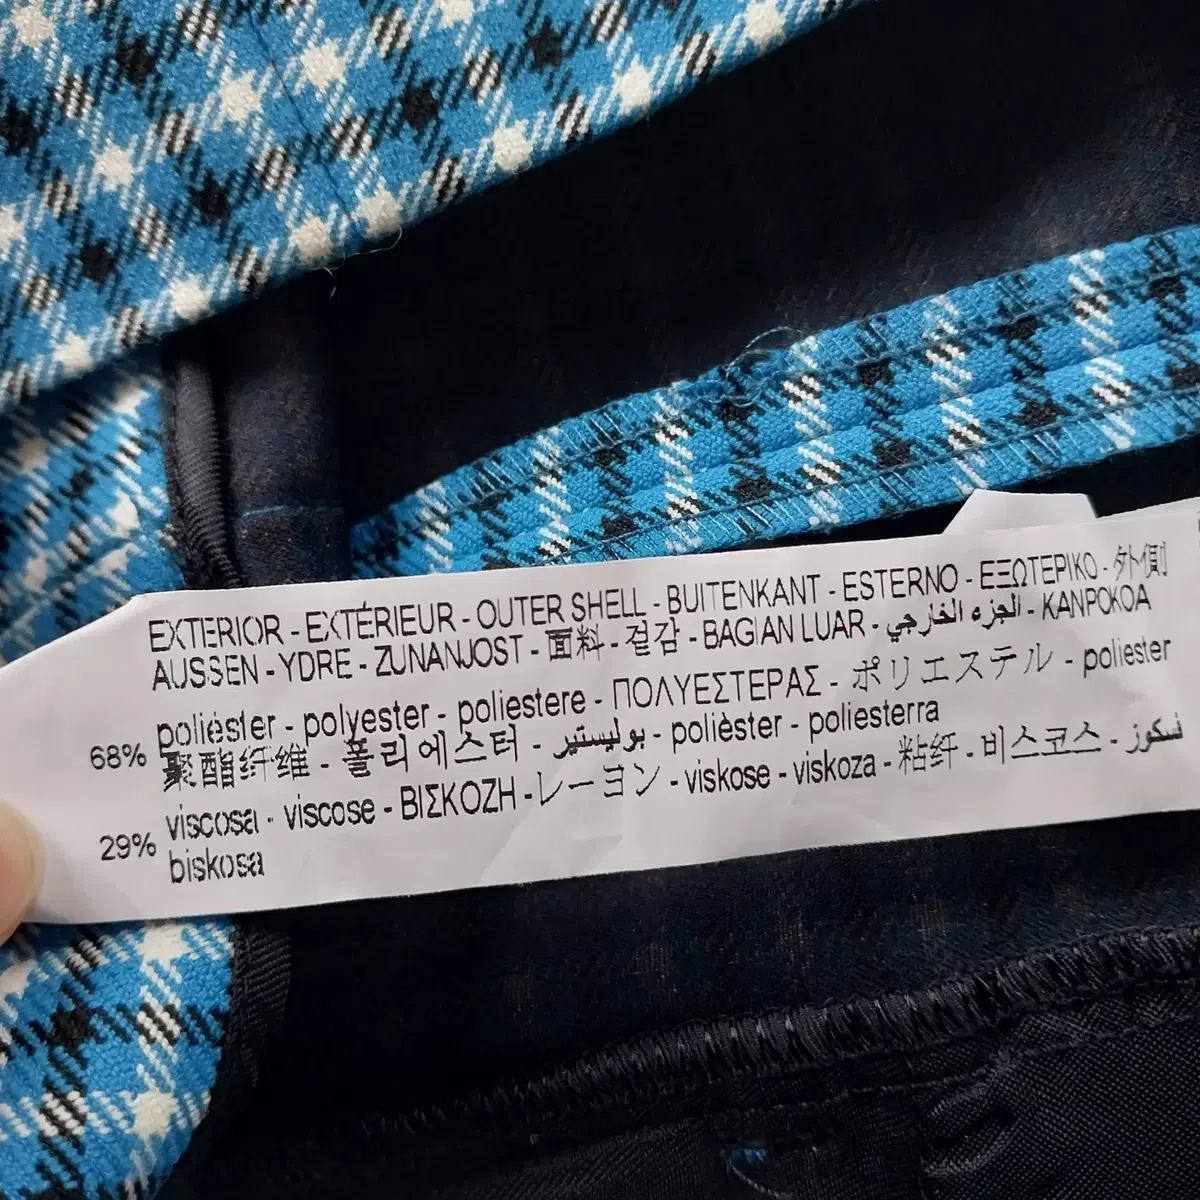 EXTERIOR - EXTÉRIEUR - OUTER SHELL - BUITENKANT - ESTERNO - ΕΞΩΤΕΡΙΚΟ - 外側
AUSSEN - YDRE - ZUNANJOST - 面料 - 겉감 - BAGIAN LUAR - الجزء الخارجي - KANPOKOA
68% poliéster - polyester - poliestere - ΠΟΛΥΕΣΤΕΡΑΣ - ポリエステル - poliester
聚酯纤维 - 폴리에스터 - بوليستير - polièster - poliesterra
29% viscosa - viscose - ΒΙΣΚΟΖΗ - レーヨン - viskose - viskoza - 粘纤 - 비스코스 - فسكوز
biskosa